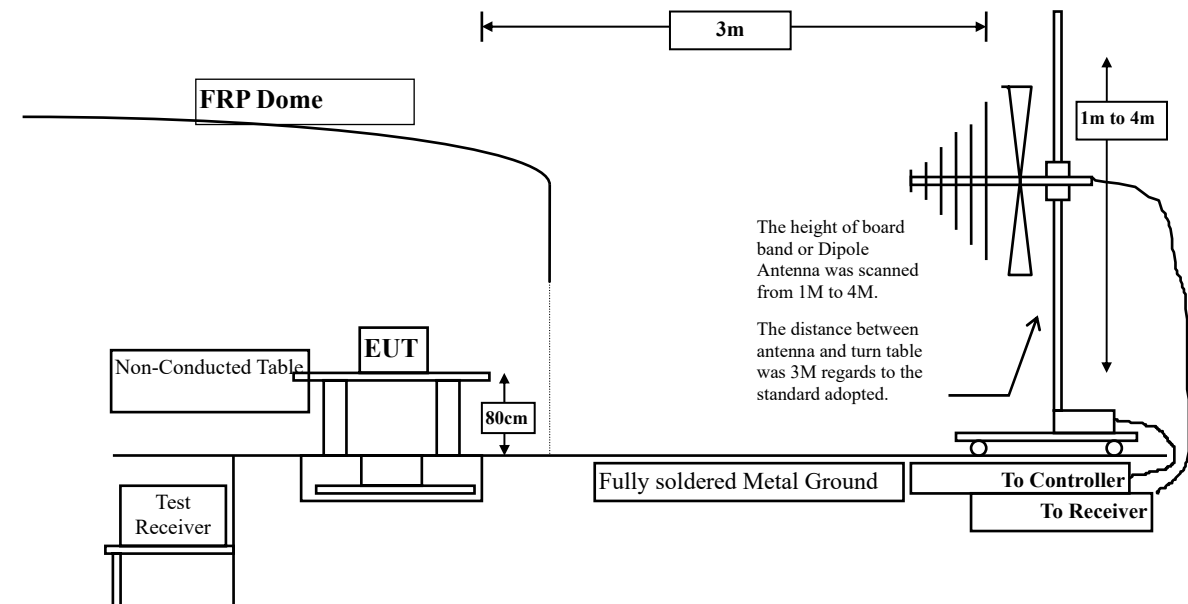 3m
FRP Dome
1m to 4m
The height of board
band or Dipole
Antenna was scanned
from 1M to 4M.
The distance between
antenna and turn table
was 3M regards to the
standard adopted.
EUT
Non-Conducted Table
80cm
Fully soldered Metal Ground
To Controller
To Receiver
Test
Receiver